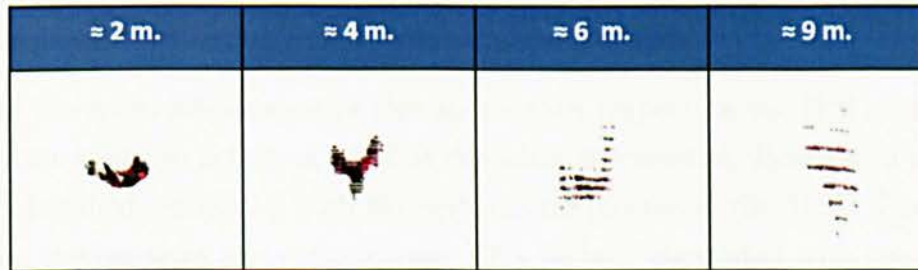 ≈ 2 m. ≈ 4 m. ≈ 6 m. ≈ 9 m.